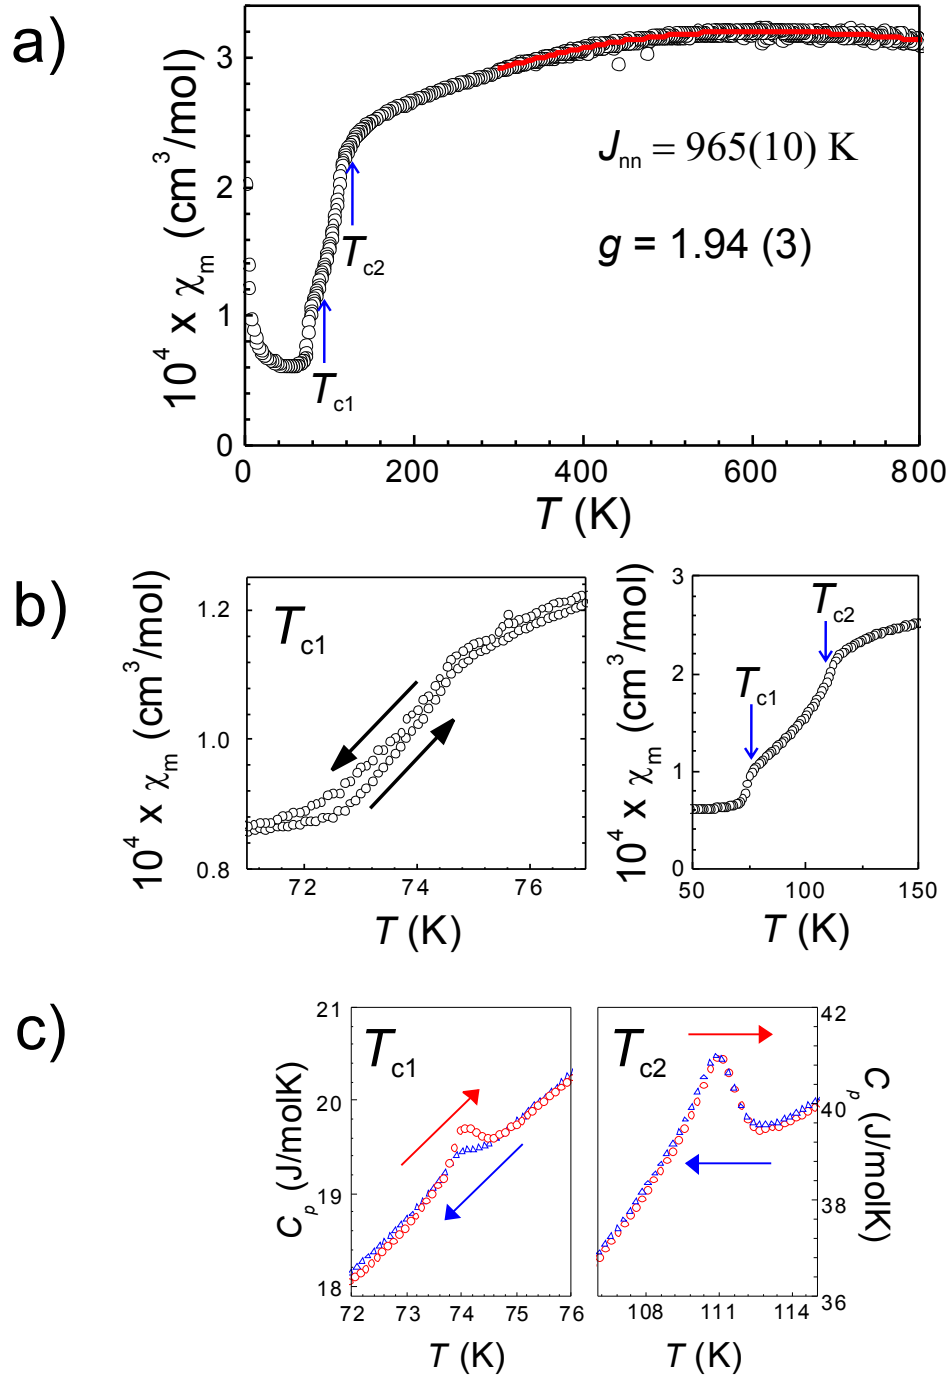 a)
10⁴ x χm (cm³/mol)
3
2
1
0
Jnn = 965(10) K
g = 1.94 (3)
Tc2
Tc1
0 200 400 600 800
T (K)
b)
10⁴ x χm (cm³/mol)
1.2
1.0
0.8
Tc1
72 74 76
T (K)
10⁴ x χm (cm³/mol)
3
2
1
0
Tc2
Tc1
50 100 150
T (K)
c)
Cp (J/molK)
21
20
19
18
Tc1
72 73 74 75 76
T (K)
Tc2
42
40
38
36
Cp (J/molK)
108 111 114
T (K)